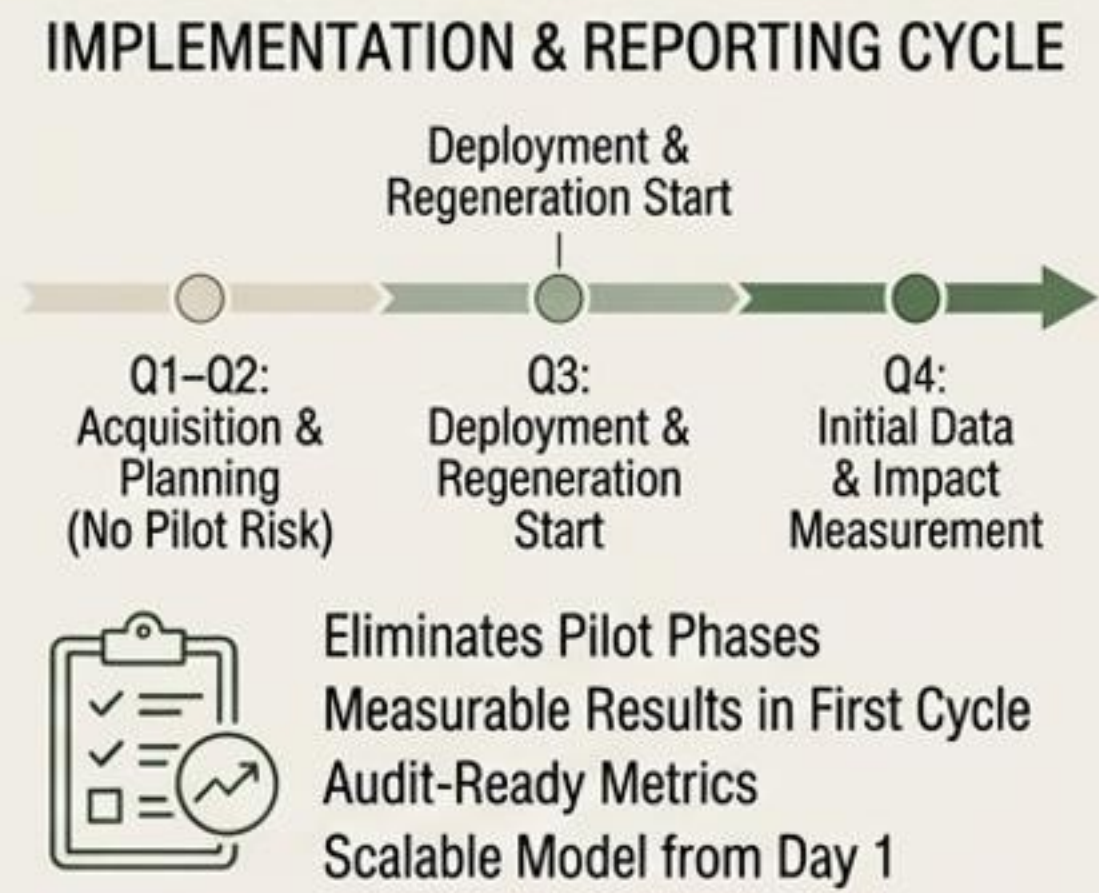 IMPLEMENTATION & REPORTING CYCLE
Deployment &
Regeneration Start
Q1–Q2:
Acquisition &
Planning
(No Pilot Risk)
Q3:
Deployment &
Regeneration
Start
Q4:
Initial Data
& Impact
Measurement
Eliminates Pilot Phases
Measurable Results in First Cycle
Audit-Ready Metrics
Scalable Model from Day 1